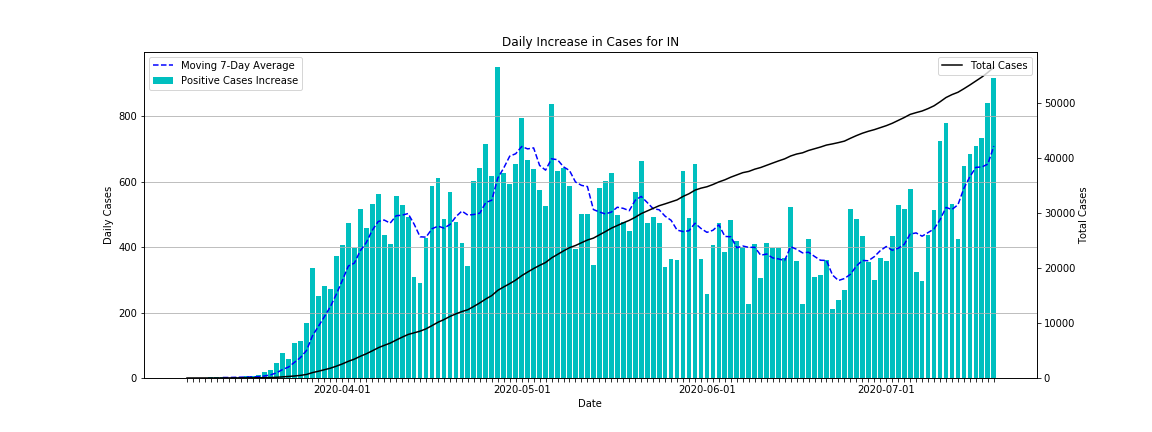 Daily Increase in Cases for IN
Moving 7-Day Average
Positive Cases Increase
Total Cases
800
600
400
200
0
Daily Cases
50000
40000
30000
20000
10000
0
Total Cases
2020-04-01
2020-05-01
2020-06-01
2020-07-01
Date